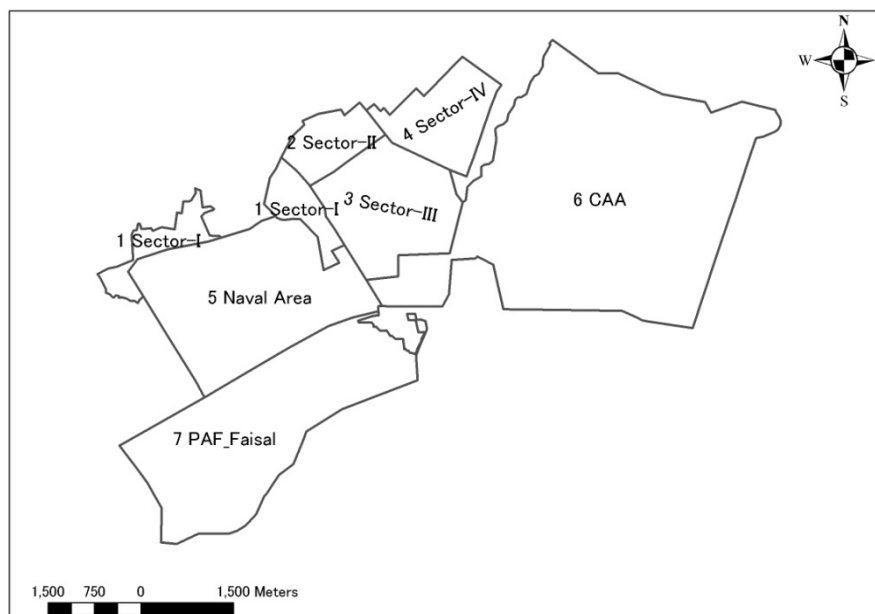 N
W
S
4 Sector-IV
2 Sector-II
6 CAA
3 Sector-III
1 Sector-I
1 Sector-I
5 Naval Area
7 PAF_Faisal
1,500 750 0 1,500 Meters